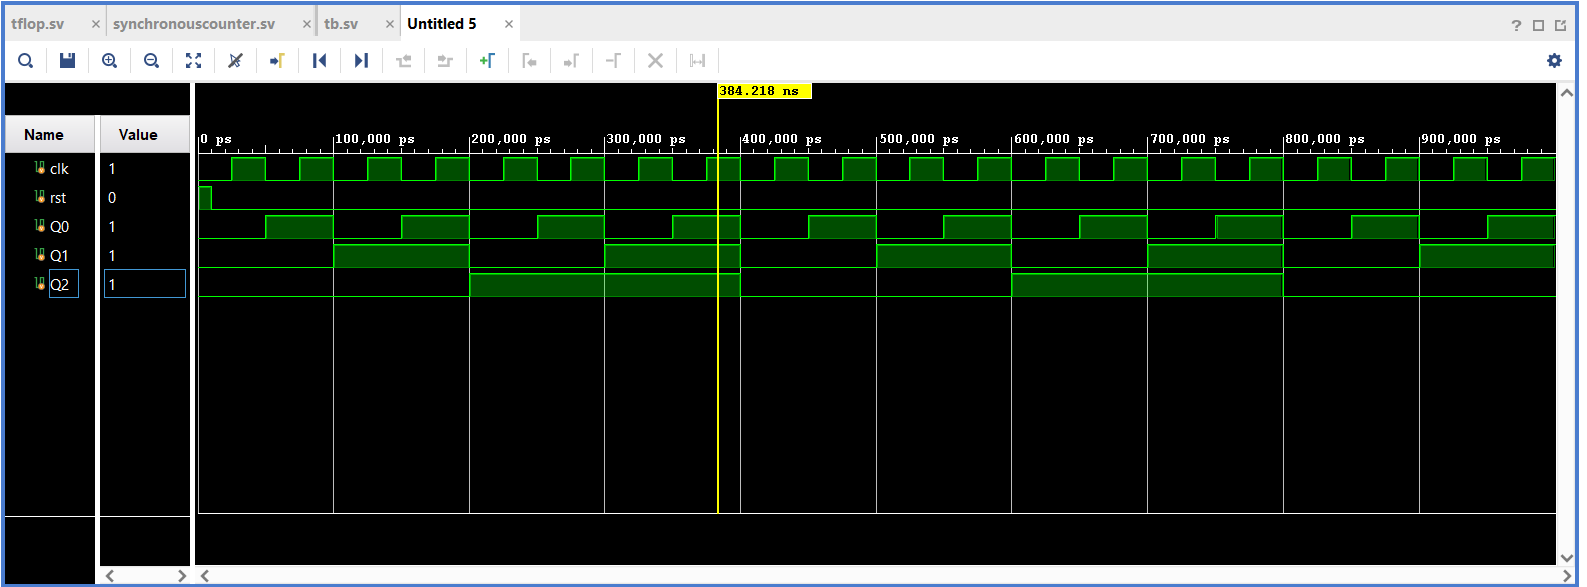 tflop.sv × synchronouscounter.sv × tb.sv × Untitled 5 ×
?
384.218 ns
Name Value
0 ps 100,000 ps 200,000 ps 300,000 ps 400,000 ps 500,000 ps 600,000 ps 700,000 ps 800,000 ps 900,000 ps
clk 1
rst 0
Q0 1
Q1 1
Q2 1